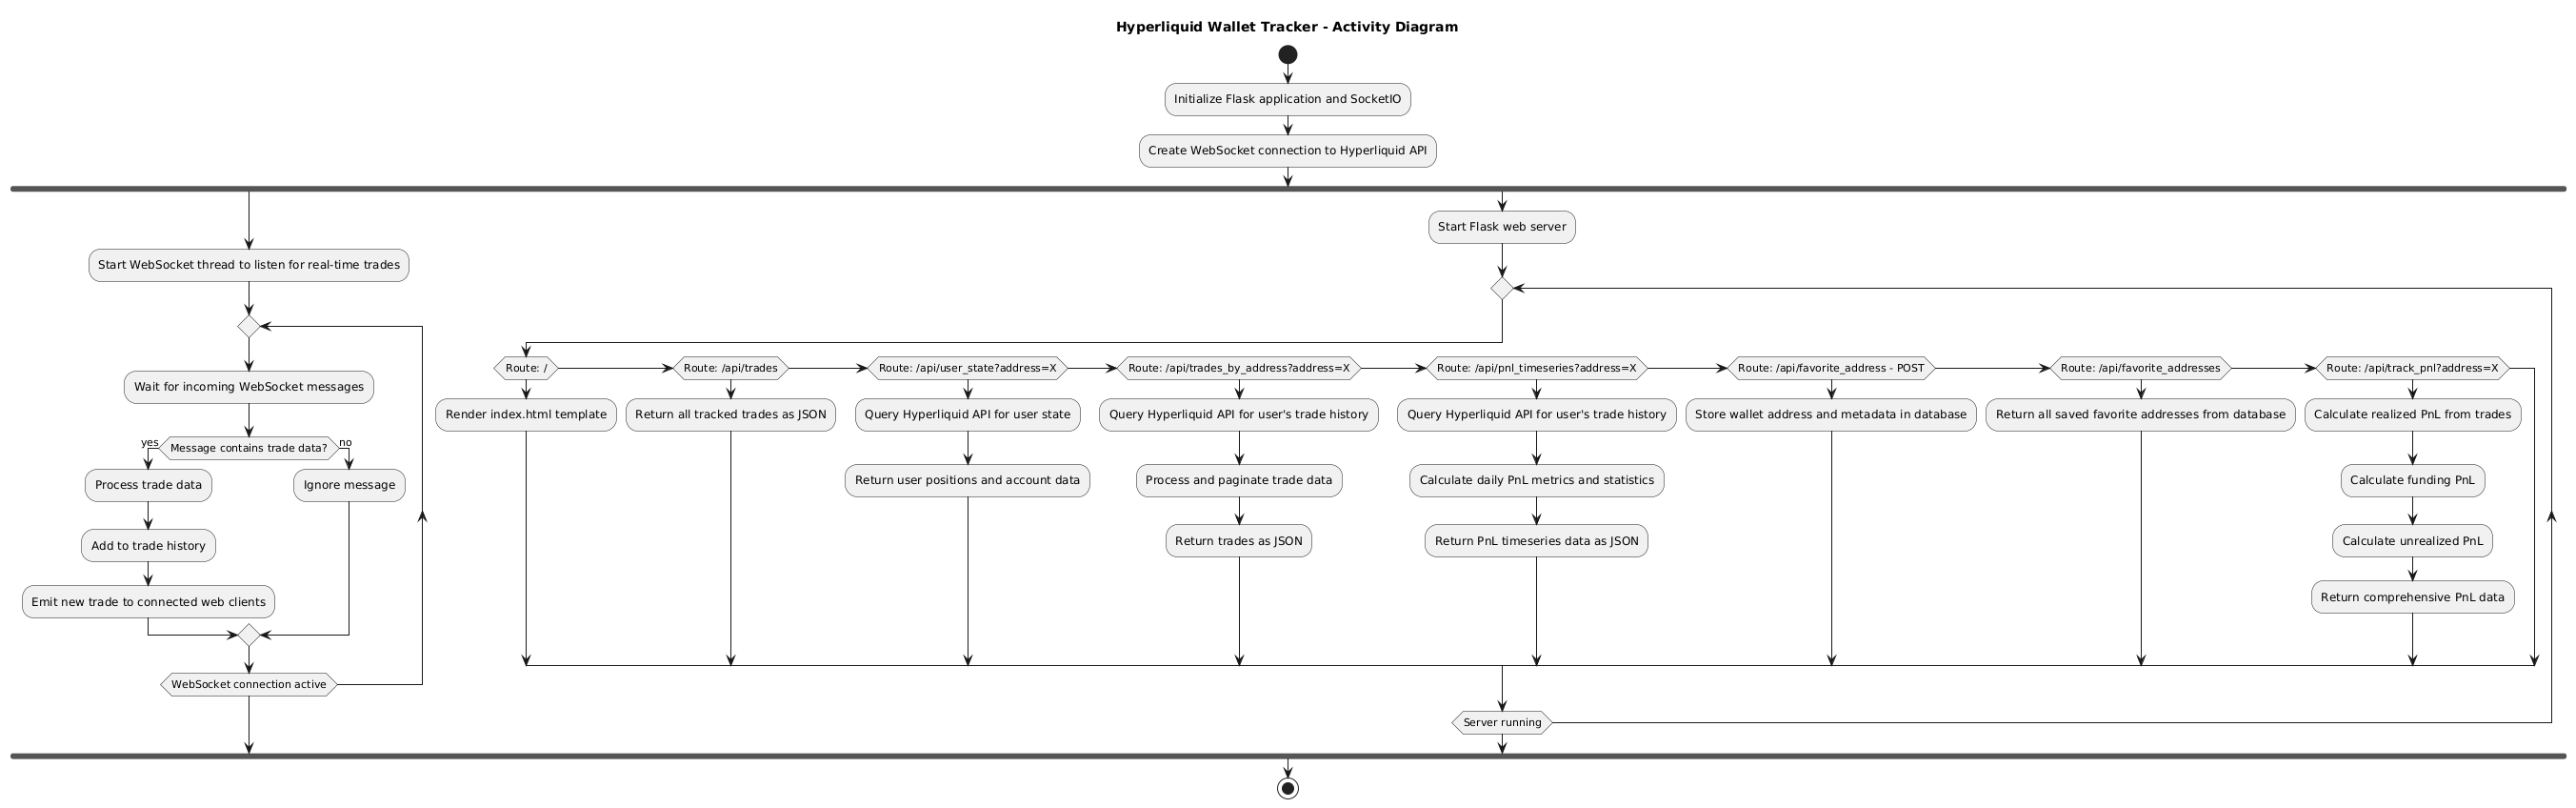 Hyperliquid Wallet Tracker - Activity Diagram
Initialize Flask application and SocketIO
Create WebSocket connection to Hyperliquid API
Start WebSocket thread to listen for real-time trades
Wait for incoming WebSocket messages
yes
Message contains trade data?
no
Process trade data
Ignore message
Add to trade history
Emit new trade to connected web clients
WebSocket connection active
Start Flask web server
Route: /
Route: /api/trades
Route: /api/user_state?address=X
Route: /api/trades_by_address?address=X
Route: /api/pnl_timeseries?address=X
Route: /api/favorite_address - POST
Route: /api/favorite_addresses
Route: /api/track_pnl?address=X
Render index.html template
Return all tracked trades as JSON
Query Hyperliquid API for user state
Query Hyperliquid API for user's trade history
Query Hyperliquid API for user's trade history
Store wallet address and metadata in database
Return all saved favorite addresses from database
Calculate realized PnL from trades
Return user positions and account data
Process and paginate trade data
Calculate daily PnL metrics and statistics
Calculate funding PnL
Return trades as JSON
Return PnL timeseries data as JSON
Calculate unrealized PnL
Return comprehensive PnL data
Server running